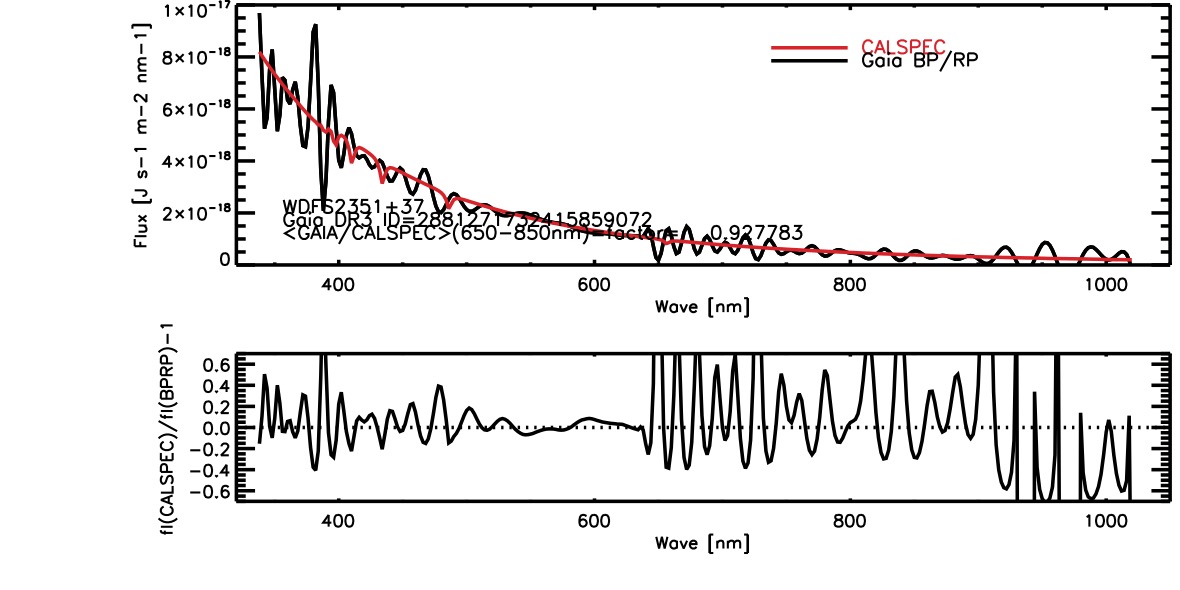 1×10−17
8×10−18
6×10−18
4×10−18
2×10−18
0
Flux [J s−1 m−2 nm−1]
CALSPEC
Gaia BP/RP
WDFS2351+37
Gaia DR3 ID=2881271732415859072
<GAIA/CALSPEC>(650−850nm)=factor= 0.927783
400 600 800 1000
Wave [nm]
fl(CALSPEC)/fl(BPRP)−1
0.6
0.4
0.2
0.0
−0.2
−0.4
−0.6
400 600 800 1000
Wave [nm]